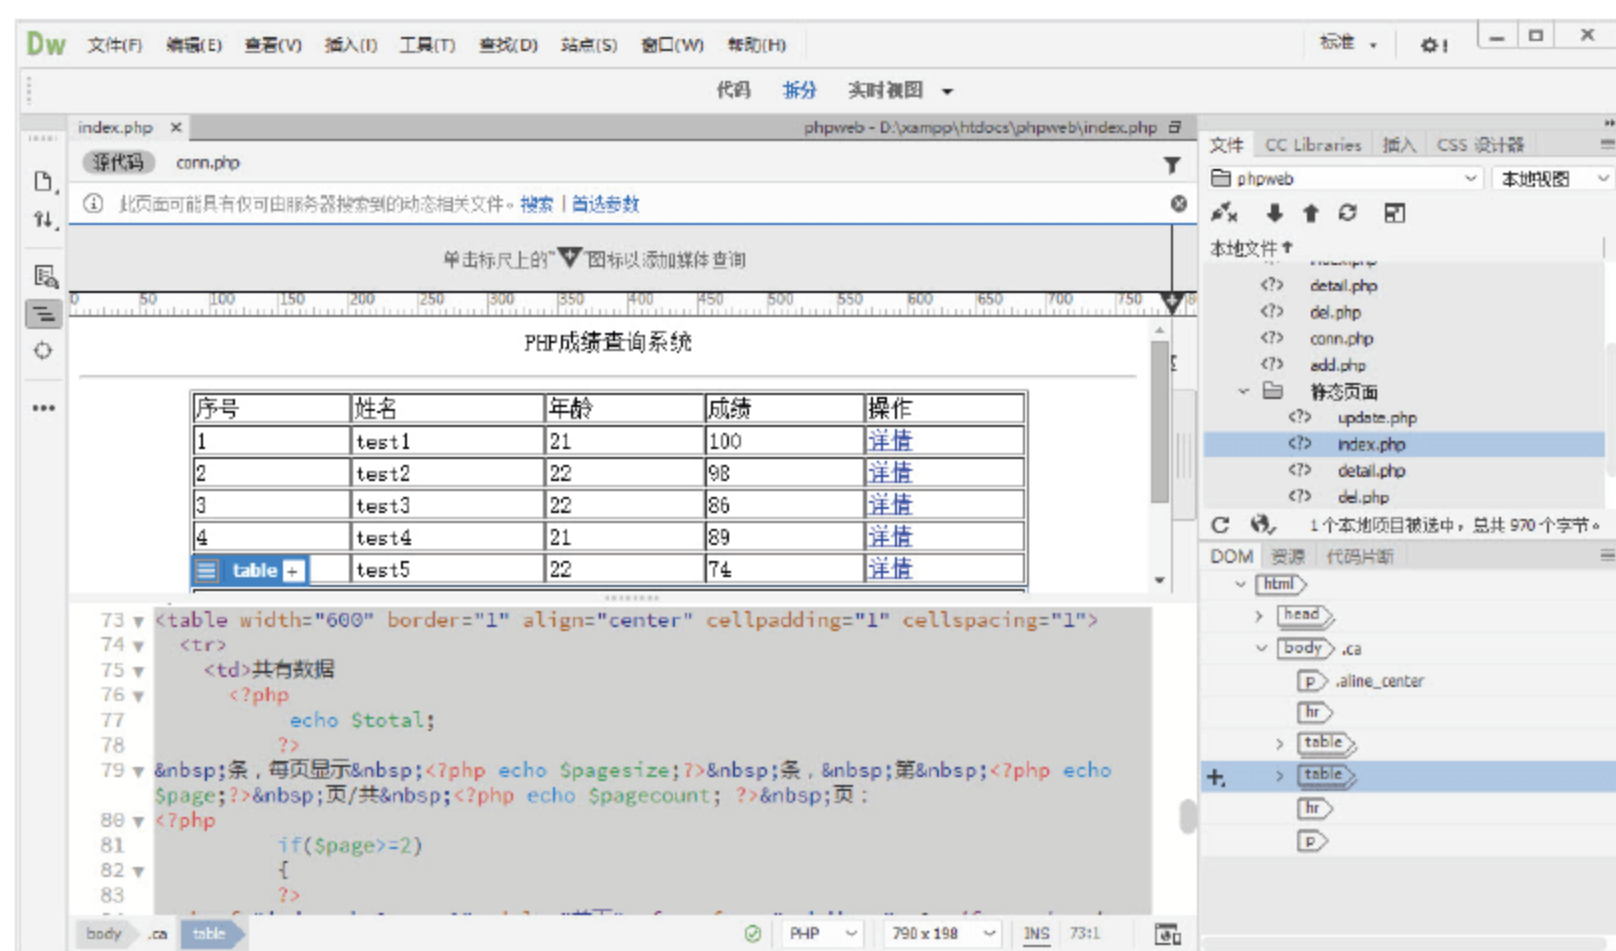 Dw 文件(F) 编辑(E) 查看(V) 插入(I) 工具(T) 查找(D) 站点(S) 窗口(W) 帮助(H) 标准
代码 拆分 实时视图
index.php × phpweb - D:\xampp\htdocs\phpweb\index.php
源代码 conn.php
此页面可能具有仅可由服务器搜索到的动态相关文件。搜索 | 首选参数
单击标尺上的"图标以添加媒体查询
0 50 100 150 200 250 300 350 400 450 500 550 600 650 700 750
PHP成绩查询系统
序号 姓名 年龄 成绩 操作
1 test1 21 100 详情
2 test2 22 98 详情
3 test3 22 86 详情
4 test4 21 89 详情
table + test5 22 74 详情
73 <table width="600" border="1" align="center" cellpadding="1" cellspacing="1">
74 <tr>
75 <td>共有数据
76 <?php
77 echo $total;
78 ?>
79 &nbsp;条，每页显示&nbsp;<?php echo $pagesize;?>&nbsp;条，&nbsp;第&nbsp;<?php echo
$page;?>&nbsp;页/共&nbsp;<?php echo $pagecount; ?>&nbsp;页：
80 <?php
81 if($page>=2)
82 {
83 ?>
body .ca table PHP 790 x 198 INS 73:1
文件 CC Libraries 插入 CSS 设计器
phpweb 本地视图
本地文件↑
<?> detail.php
<?> del.php
<?> conn.php
<?> add.php
静态页面
<?> update.php
<?> index.php
<?> detail.php
<?> del.php
1个本地项目被选中，总共 970 个字节。
DOM 资源 代码片断
html
head
body .ca
p .aline_center
hr
table
table
hr
p